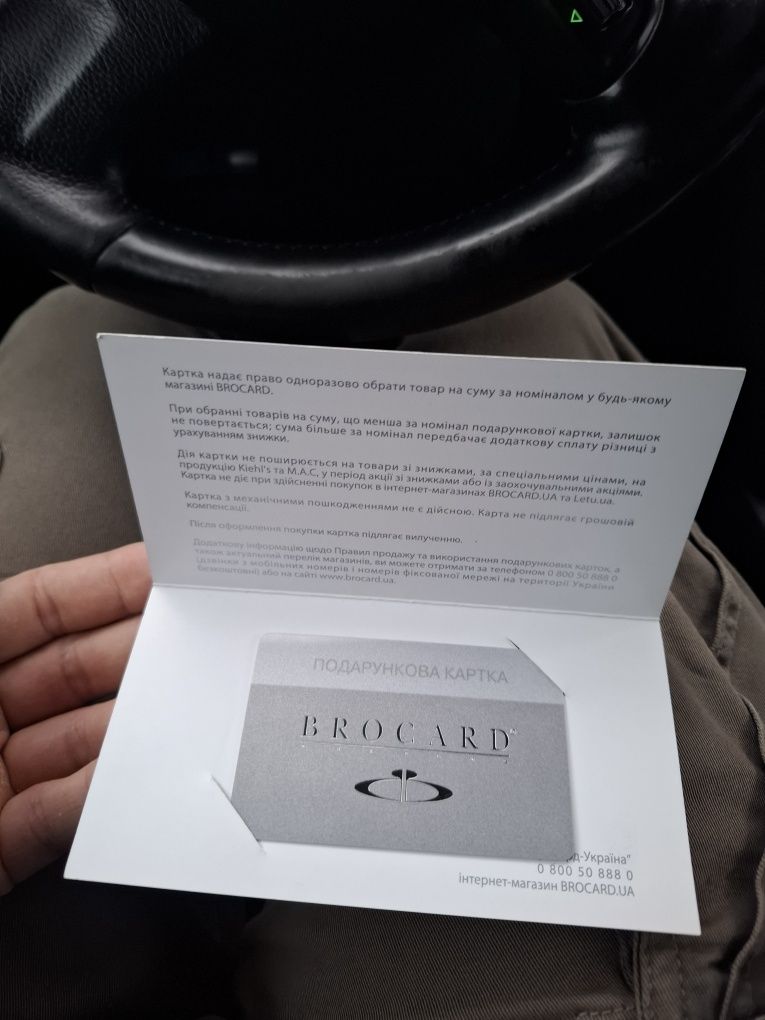 Картка надає право одноразово обрати товар на суму за номіналом у будь-якому
магазині BROCARD.
При обранні товарів на суму, що менша за номінал подарункової картки, залишок
не повертається; сума більше за номінал передбачає додаткову сплату різниці з
урахуванням знижки.
Дія картки не поширюється на товари зі знижками, за спеціальними цінами, на
продукцію Kiehl's та M.A.C, у період акції зі знижками або із заохочувальними акціями.
Картка не діє при здійсненні покупок в інтернет-магазинах BROCARD.UA та Letu.ua.
Картка з механічними пошкодженнями не є дійсною. Карта не підлягає грошовій
компенсації.
Після оформлення покупки картка підлягає вилученню.
Додаткову інформацію щодо Правил продажу та використання подарункових карток, а
також актуальний перелік магазинів, ви можете отримати за телефоном 0 800 50 888 0
(дзвінки з мобільних номерів і номерів фіксованої мережі на території України
безкоштовні) або на сайті www.brocard.ua.
ПОДАРУНКОВА КАРТКА
BROCARD
рд-Україна"
0 800 50 888 0
інтернет-магазин BROCARD.UA